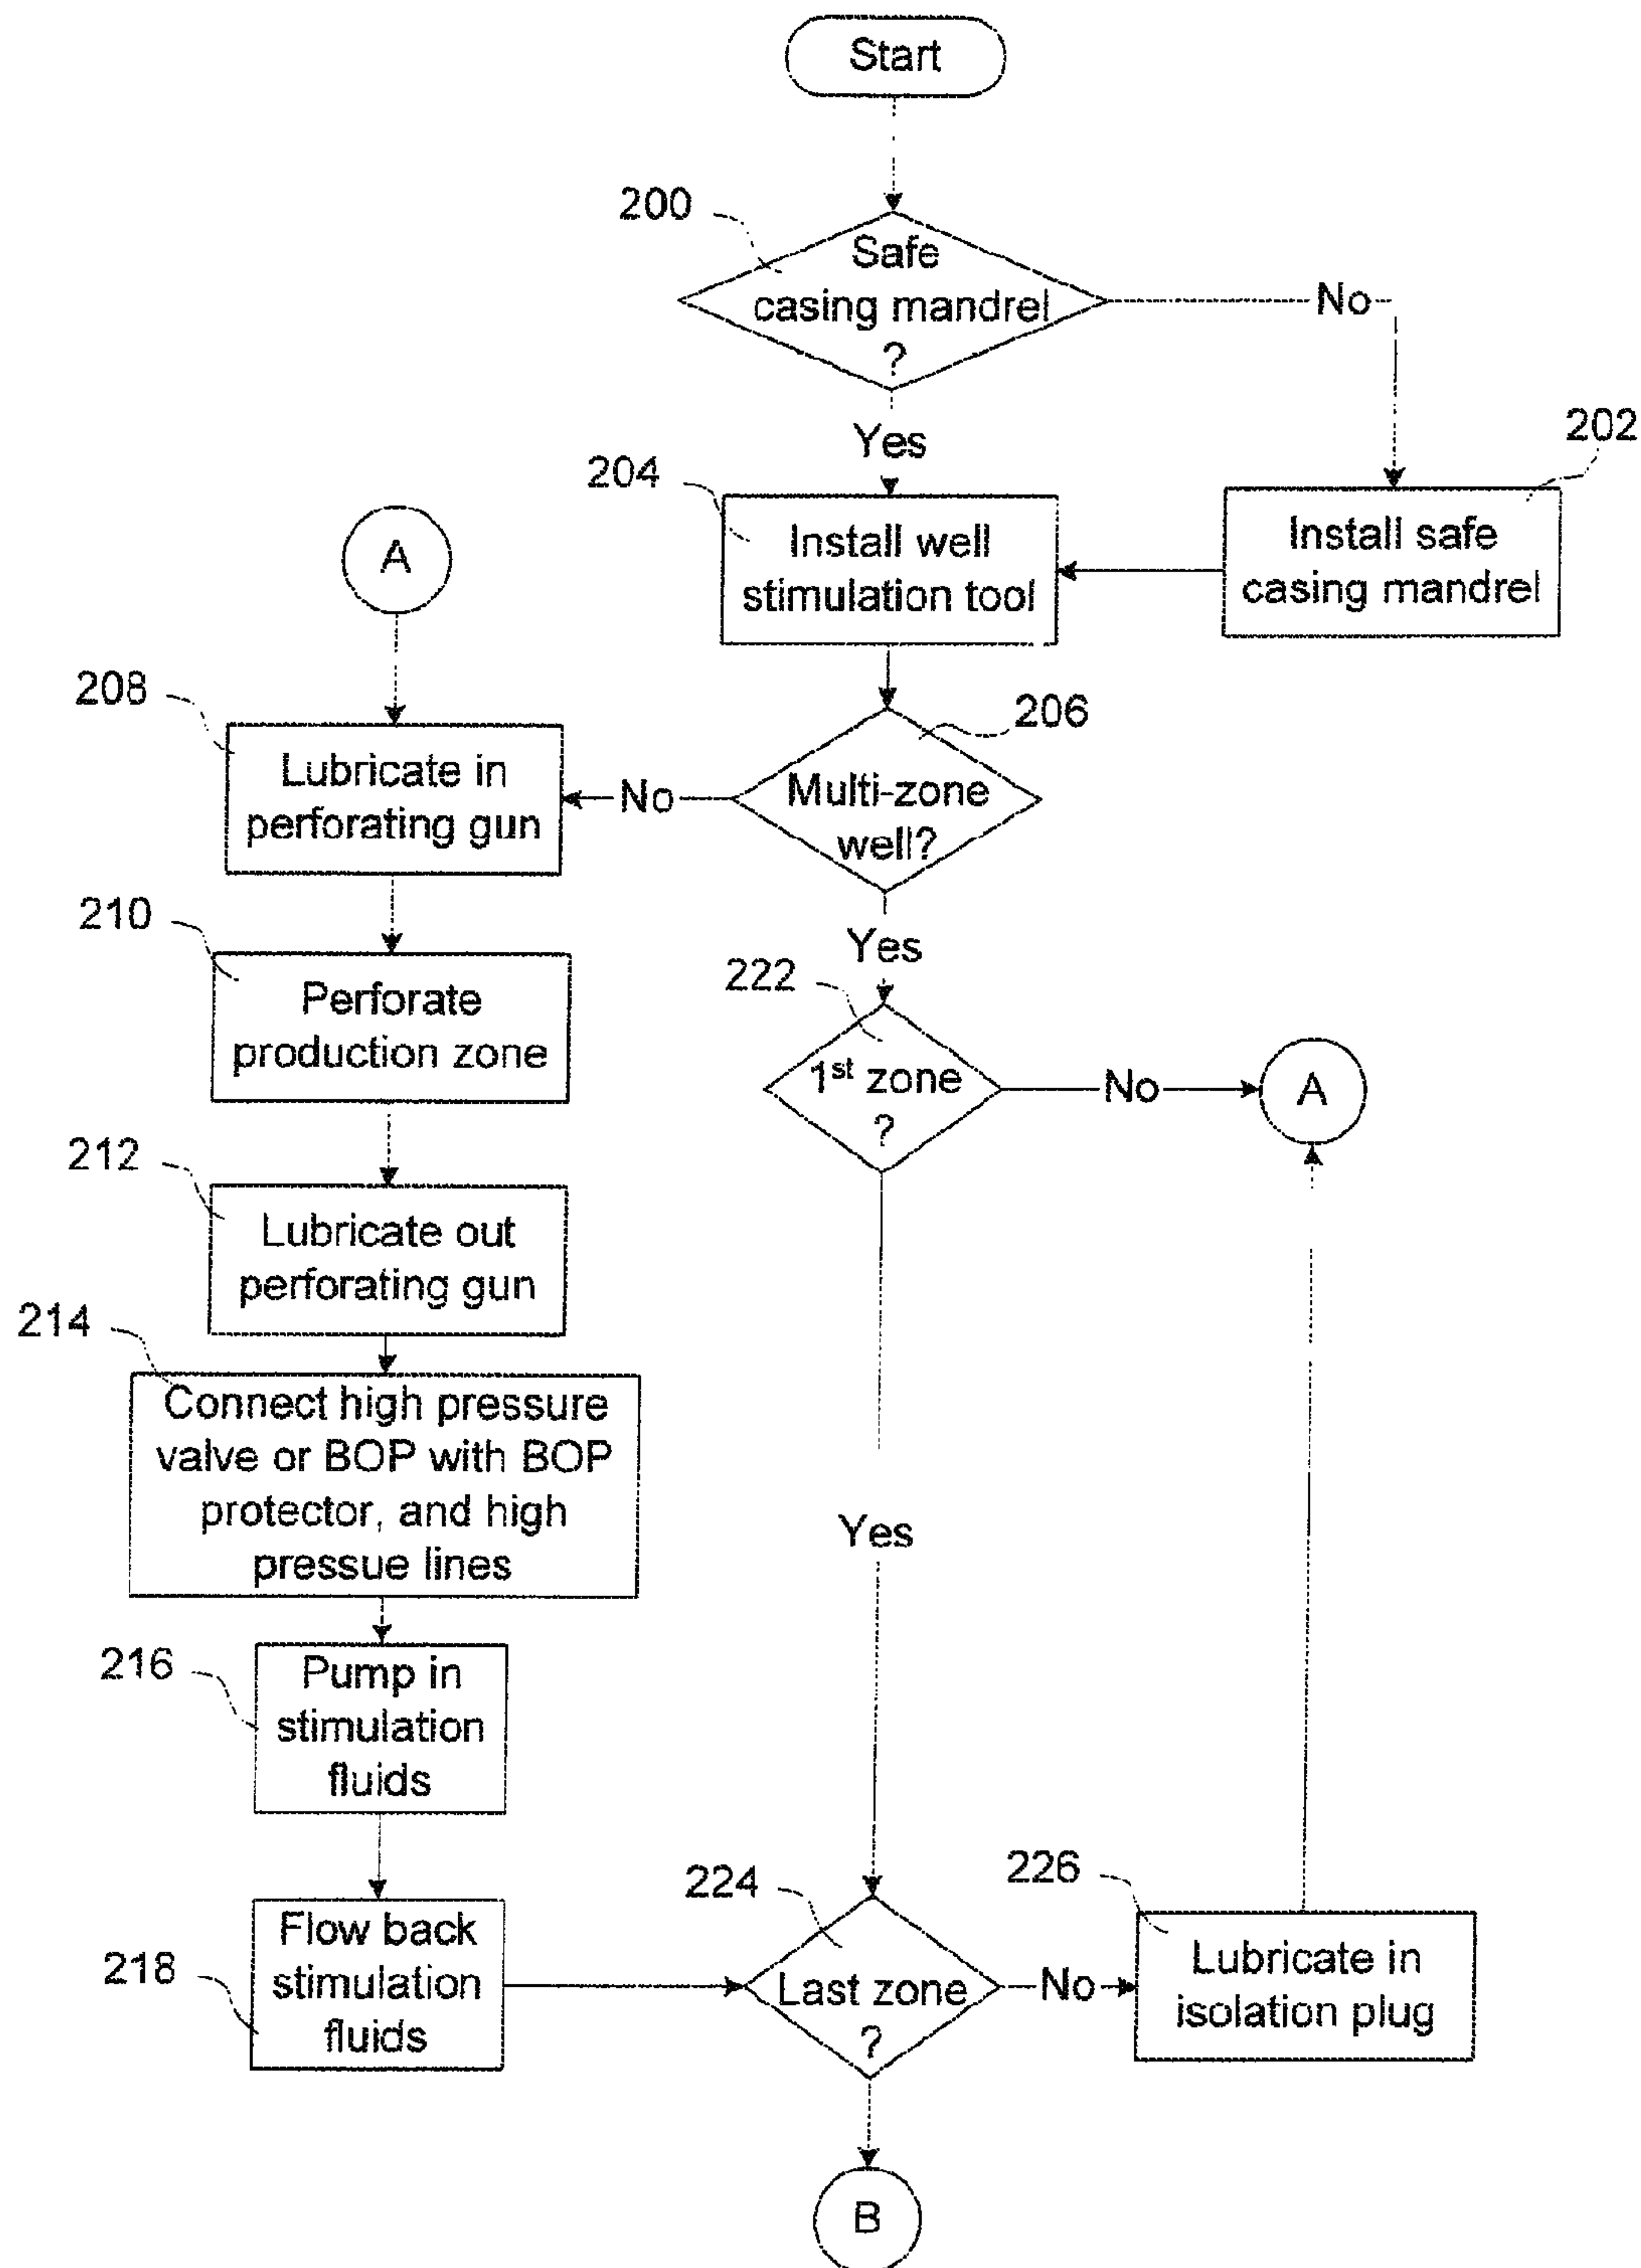 Start
200
Safe
casing mandrel
?
No
Yes
202
204
Install well
stimulation tool
Install safe
casing mandrel
A
206
208
Multi-zone
well?
No
Lubricate in
perforating gun
Yes
210
Perforate
production zone
222
1st zone
?
No
A
212
Lubricate out
perforating gun
214
Connect high pressure
valve or BOP with BOP
protector, and high
pressue lines
Yes
216
Pump in
stimulation
fluids
218
Flow back
stimulation
fluids
224
Last zone
?
No
226
Lubricate in
isolation plug
B